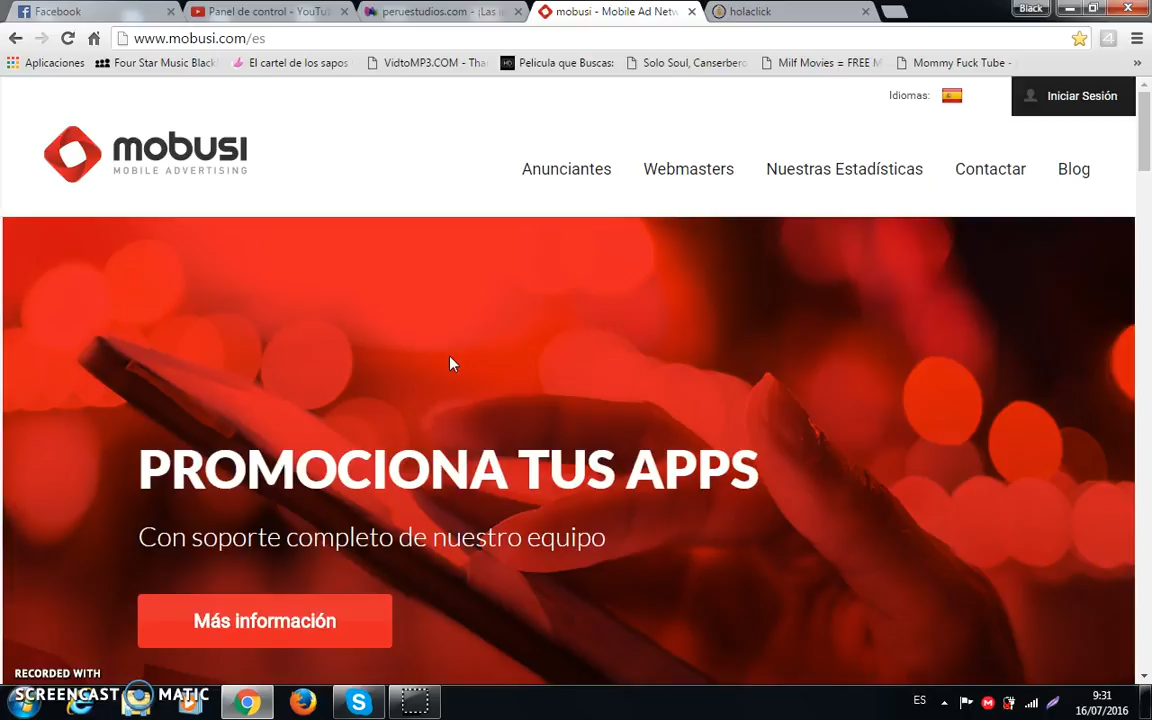 Facebook
Panel de control - YouTu
peruestudios.com - ¡Las i
mobusi - Mobile Ad Netw
holaclick
Black
www.mobusi.com/es
Aplicaciones
Four Star Music Black
El cartel de los sapos
VidtoMP3.COM - Tha
Pelicula que Buscas:
Solo Soul, Canserbero
Milf Movies = FREE M
Mommy Fuck Tube -
»
Idiomas:
Iniciar Sesión
mobusi
MOBILE ADVERTISING
Anunciantes
Webmasters
Nuestras Estadísticas
Contactar
Blog
PROMOCIONA TUS APPS
Con soporte completo de nuestro equipo
Más información
RECORDED WITH
SCREENCAST MATIC
ES
9:31
16/07/2016